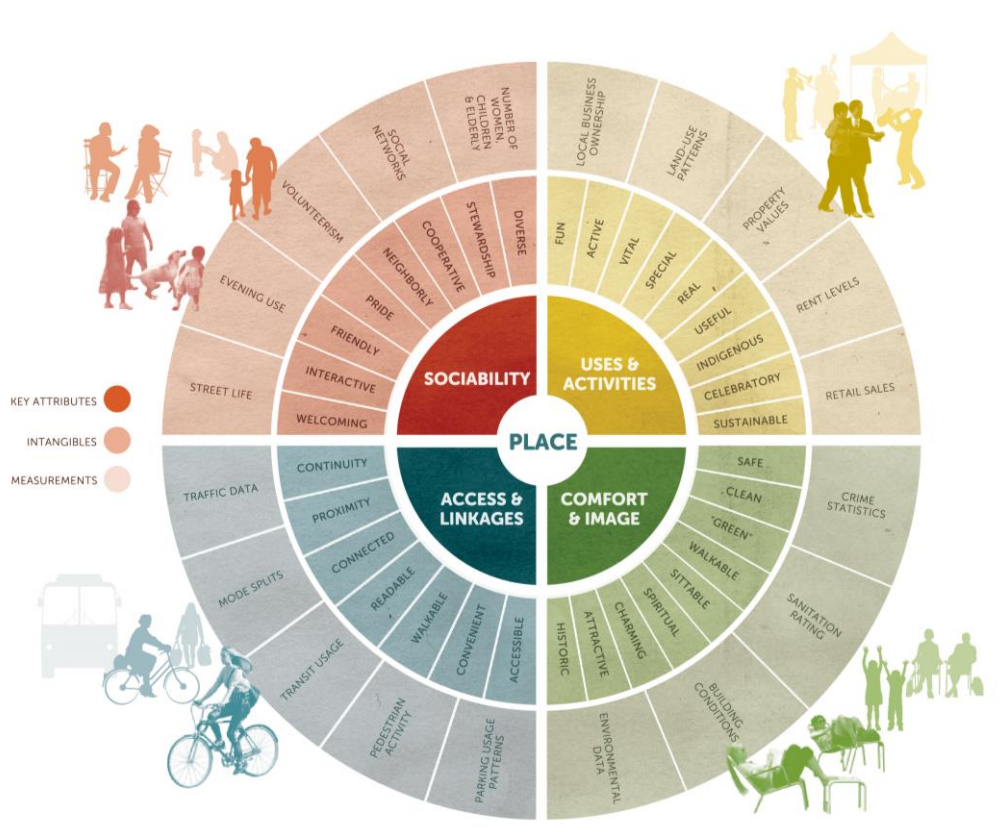 NUMBER OF
WOMEN,
CHILDREN
& ELDERLY
SOCIAL
NETWORKS
VOLUNTEERISM
EVENING USE
STREET LIFE
LOCAL BUSINESS
OWNERSHIP
LAND-USE
PATTERNS
PROPERTY
VALUES
RENT LEVELS
RETAIL SALES
DIVERSE
STEWARDSHIP
COOPERATIVE
NEIGHBORLY
PRIDE
FRIENDLY
INTERACTIVE
WELCOMING
FUN
ACTIVE
VITAL
SPECIAL
REAL
USEFUL
INDIGENOUS
CELEBRATORY
SUSTAINABLE
SOCIABILITY
USES &
ACTIVITIES
PLACE
ACCESS &
LINKAGES
COMFORT
& IMAGE
KEY ATTRIBUTES
INTANGIBLES
MEASUREMENTS
CONTINUITY
PROXIMITY
CONNECTED
READABLE
WALKABLE
CONVENIENT
ACCESSIBLE
SAFE
CLEAN
"GREEN"
WALKABLE
SITTABLE
SPIRITUAL
CHARMING
ATTRACTIVE
HISTORIC
TRAFFIC DATA
MODE SPLITS
TRANSIT USAGE
PEDESTRIAN
ACTIVITY
PARKING USAGE
PATTERNS
CRIME
STATISTICS
SANITATION
RATING
BUILDING
CONDITIONS
ENVIRONMENTAL
DATA